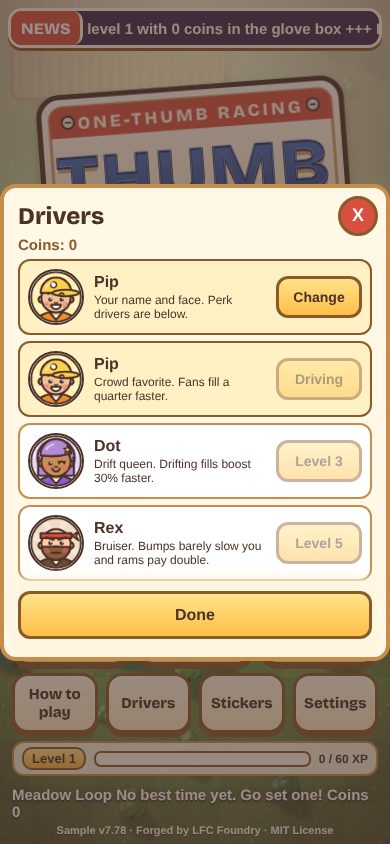 NEWS level 1 with 0 coins in the glove box +++
ONE-THUMB RACING
THUMB
Drivers X
Coins: 0
Pip
Your name and face. Perk
drivers are below.
Change
Pip
Crowd favorite. Fans fill a
quarter faster.
Driving
Dot
Drift queen. Drifting fills boost
30% faster.
Level 3
Rex
Bruiser. Bumps barely slow you
and rams pay double.
Level 5
Done
How to
play
Drivers
Stickers
Settings
Level 1 0 / 60 XP
Meadow Loop No best time yet. Go set one! Coins
0
Sample v7.78 · Forged by LFC Foundry · MIT License